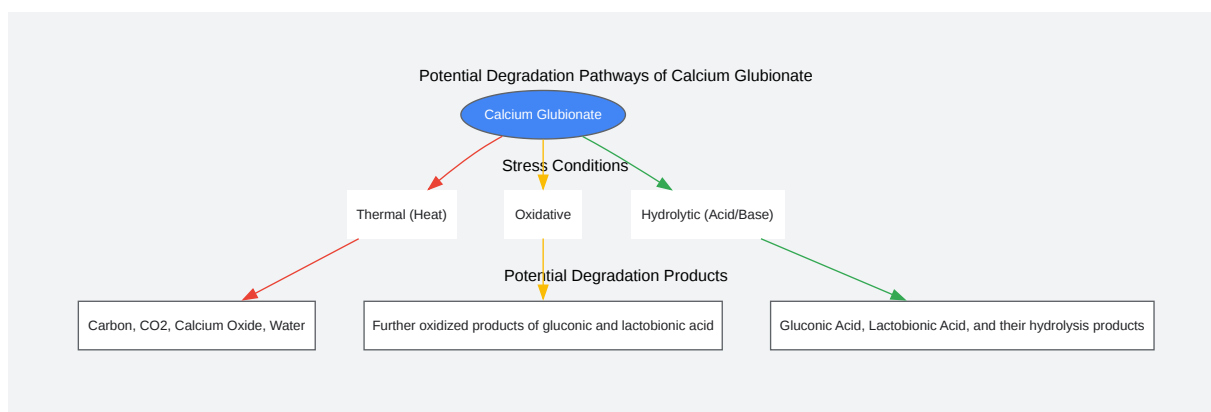 Potential Degradation Pathways of Calcium Glubionate
Calcium Glubionate
Stress Conditions
Thermal (Heat)
Oxidative
Hydrolytic (Acid/Base)
Potential Degradation Products
Carbon, CO2, Calcium Oxide, Water
Further oxidized products of gluconic and lactobionic acid
Gluconic Acid, Lactobionic Acid, and their hydrolysis products